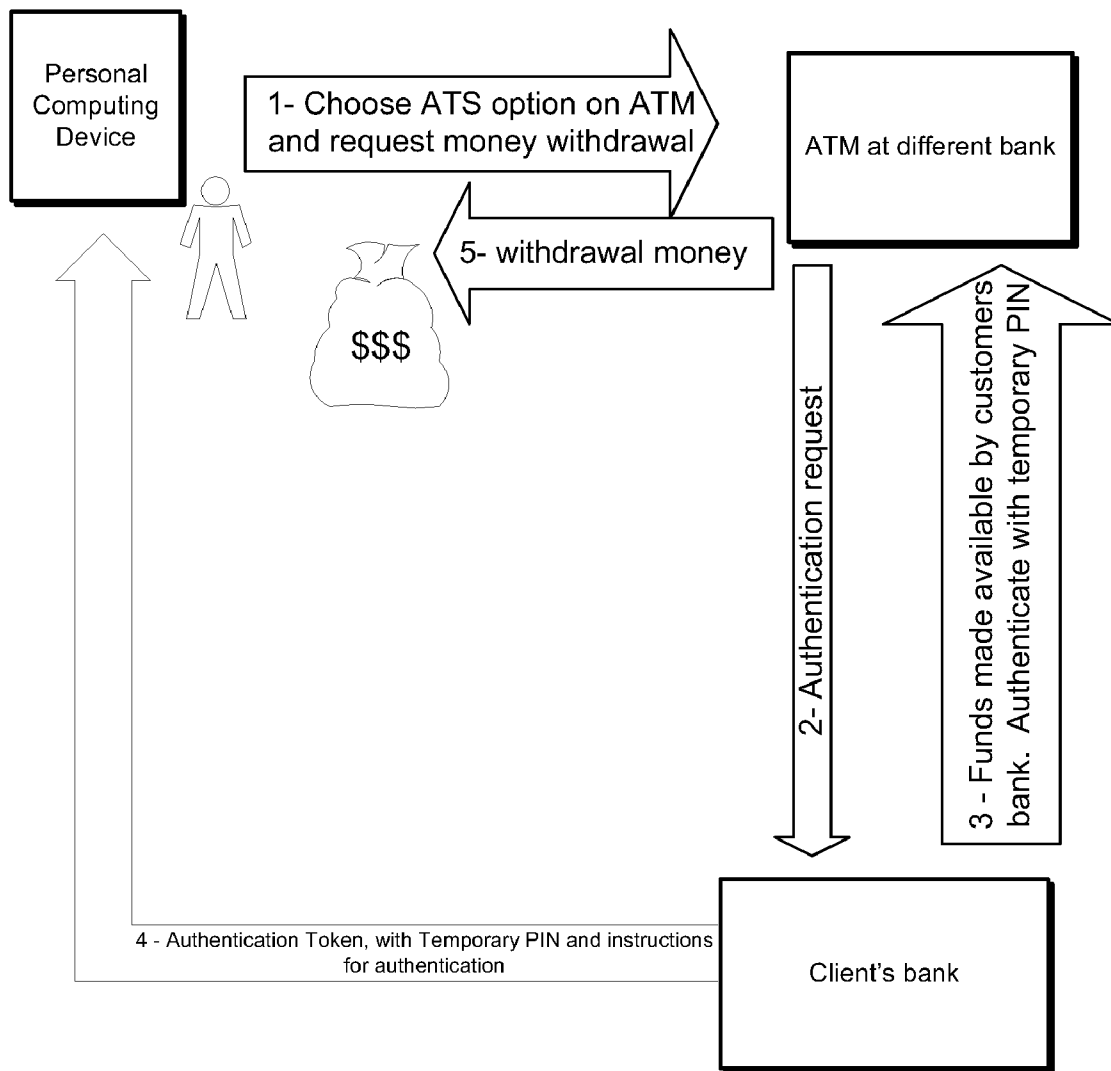 Personal
Computing
Device
1- Choose ATS option on ATM
and request money withdrawal
ATM at different bank
5- withdrawal money
$$$
2- Authentication request
3 - Funds made available by customers
bank.  Authenticate with temporary PIN
4 - Authentication Token, with Temporary PIN and instructions
for authentication
Client's bank